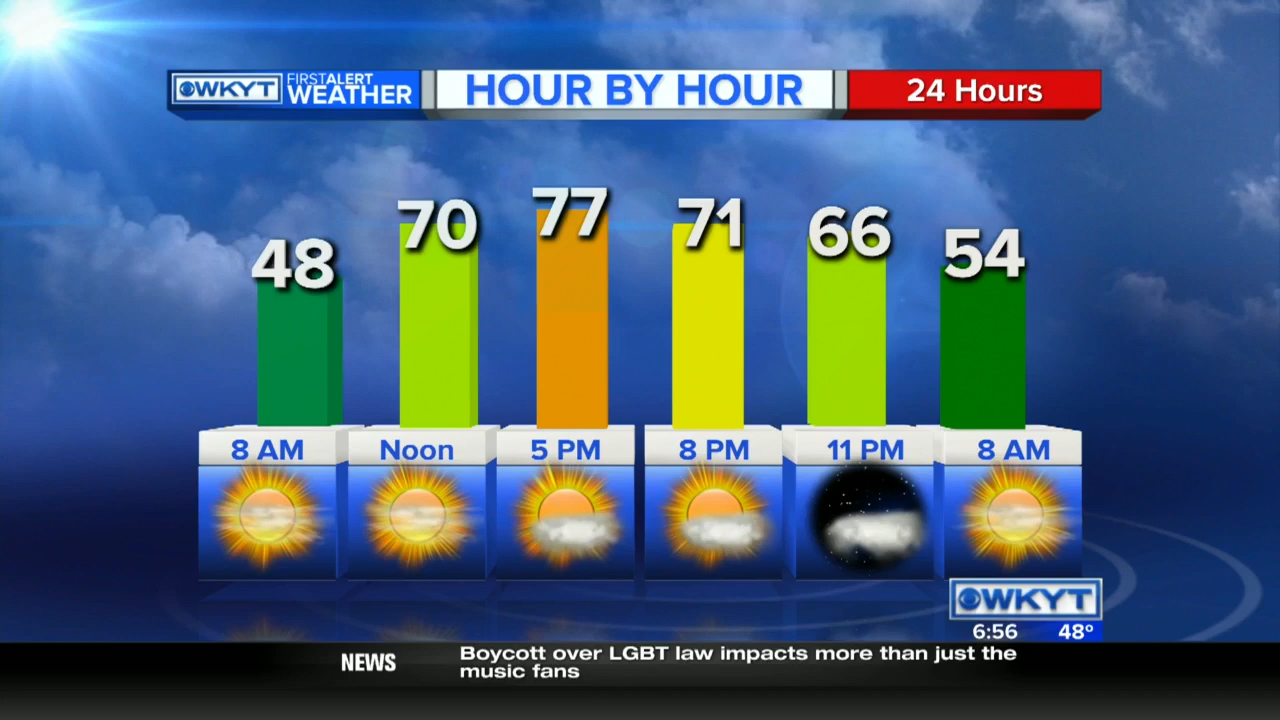 WKYT FIRST ALERT WEATHER
HOUR BY HOUR
24 Hours
48
70
77
71
66
54
8 AM
Noon
5 PM
8 PM
11 PM
8 AM
WKYT
6:56 48°
NEWS
Boycott over LGBT law impacts more than just the
music fans